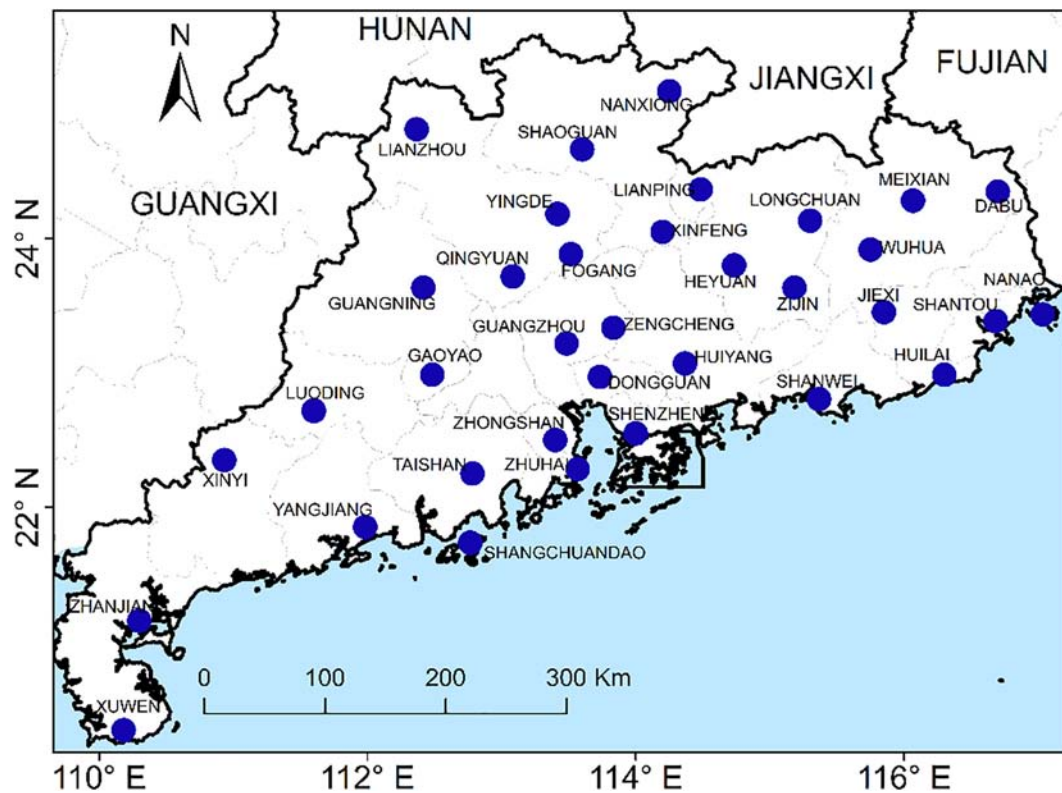 N
HUNAN
JIANGXI
FUJIAN
GUANGXI
NANXIONG
LIANZHOU
SHAOGUAN
LIANPING
MEIXIAN
YINGDE
LONGCHUAN
DABU
XINFENG
WUHUA
QINGYUAN
FOGANG
HEYUAN
NANAO
GUANGNING
ZIJIN
JIEXI
SHANTOU
GUANGZHOU
ZENGCHENG
GAOYAO
HUIYANG
HUILAI
LUODING
DONGGUAN
SHANWEI
ZHONGSHAN
SHENZHEN
TAISHAN
ZHUHAI
XINYI
YANGJIANG
SHANGCHUANDAO
ZHANJIAN
XUWEN
0 100 200 300 Km
24° N
22° N
110° E 112° E 114° E 116° E